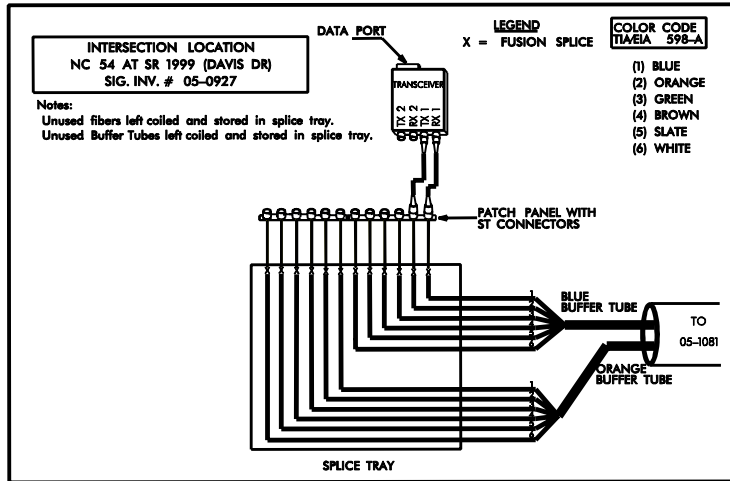 INTERSECTION LOCATION
NC 54 AT SR 1999 (DAVIS DR)
SIG. INV. # 05-0927
Notes:
Unused fibers left coiled and stored in splice tray.
Unused Buffer Tubes left coiled and stored in splice tray.
DATA PORT
LEGEND
X = FUSION SPLICE
COLOR CODE
TIA/EIA 598-A
(1) BLUE
(2) ORANGE
(3) GREEN
(4) BROWN
(5) SLATE
(6) WHITE
TRANSCEIVER
TX 2
RX 2
TX 1
RX 1
PATCH PANEL WITH
ST CONNECTORS
BLUE
BUFFER TUBE
TO
05-1081
ORANGE
BUFFER TUBE
SPLICE TRAY